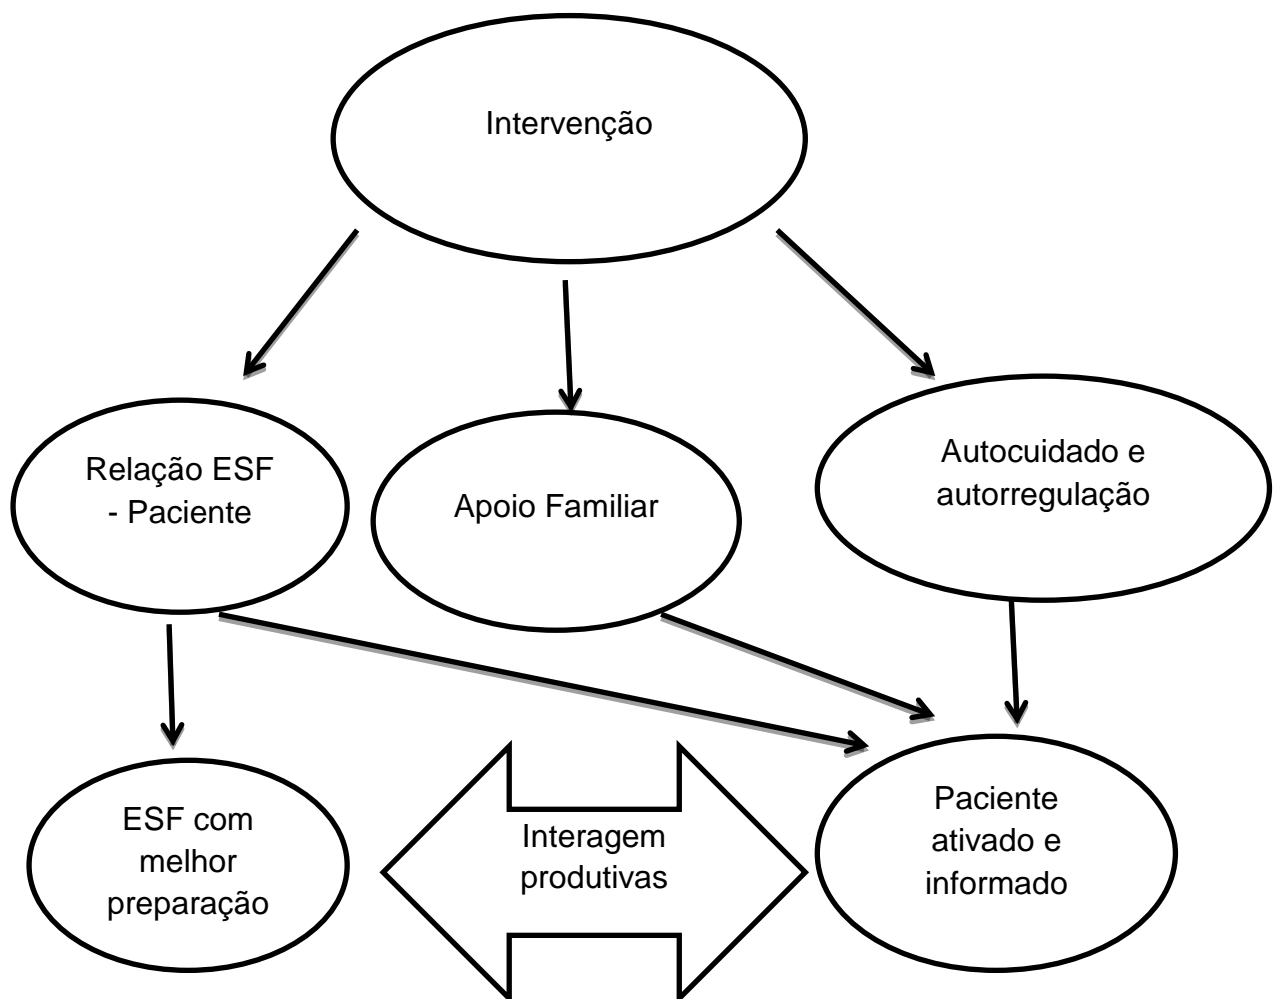 Intervenção
Relação ESF
- Paciente
Apoio Familiar
Autocuidado e
autorregulação
ESF com
melhor
preparação
Interagem
produtivas
Paciente
ativado e
informado